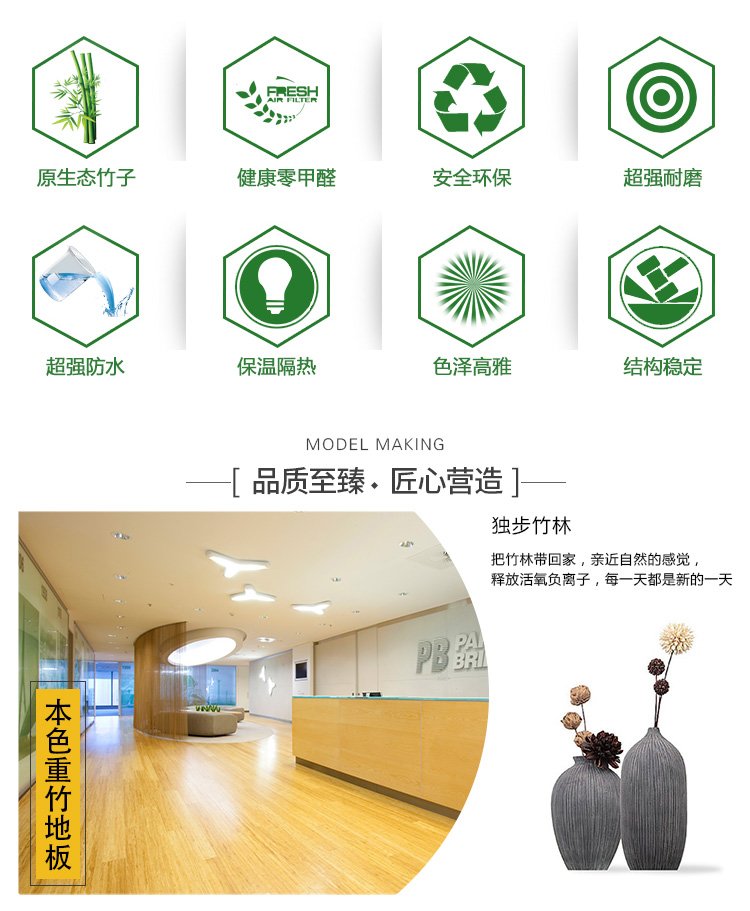 FRESH
AIR FILTER
原生态竹子
健康零甲醛
安全环保
超强耐磨
超强防水
保温隔热
色泽高雅
结构稳定
MODEL MAKING
[ 品质至臻 · 匠心营造 ]
独步竹林
把竹林带回家，亲近自然的感觉，
释放活氧负离子，每一天都是新的一天
PB
本色重竹地板